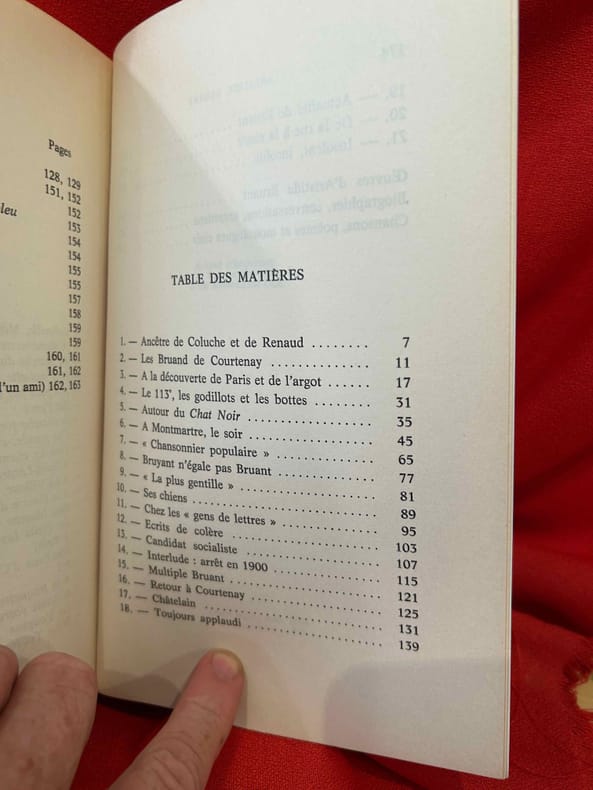 Pages
128, 129
151, 152
leu 152
153
154
154
155
155
157
158
159
159
160, 161
161, 162
l'un ami) 162, 163
TABLE DES MATIÈRES
1. — Ancêtre de Coluche et de Renaud ........ 7
2. — Les Bruand de Courtenay ............. 11
3. — A la découverte de Paris et de l'argot ...... 17
4. — Le 113e, les godillots et les bottes ........ 31
5. — Autour du Chat Noir ................ 35
6. — A Montmartre, le soir ................ 45
7. — « Chansonnier populaire » ............. 65
8. — Bruyant n'égale pas Bruant ............ 77
9. — « La plus gentille » .................. 81
10. — Ses chiens ......................... 89
11. — Chez les « gens de lettres » ............ 95
12. — Ecrits de colère .................... 103
13. — Candidat socialiste .................. 107
14. — Interlude : arrêt en 1900 .............. 115
15. — Multiple Bruant .................... 121
16. — Retour à Courtenay ................. 125
17. — Châtelain ......................... 131
18. — Toujours applaudi .................. 139